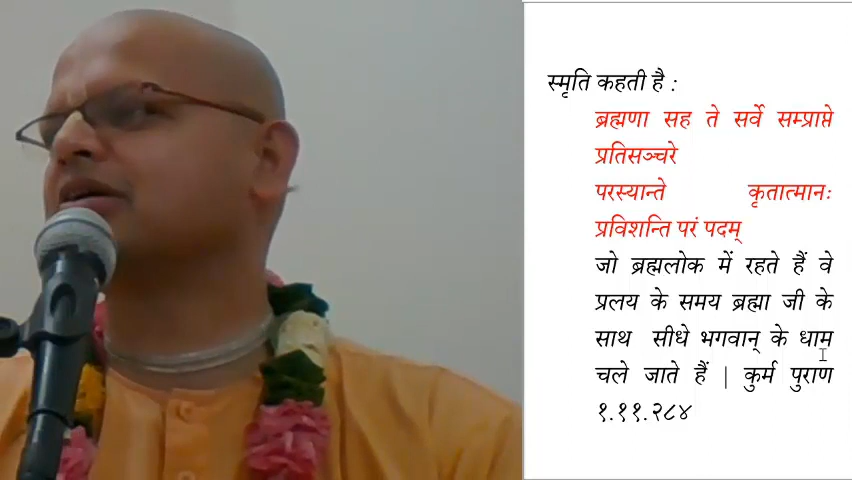 स्मृति कहती है :
ब्रह्मणा सह ते सर्वे सम्प्राप्ते
प्रतिसञ्चरे
परस्यान्ते कृतात्मानः
प्रविशन्ति परं पदम्
जो ब्रह्मलोक में रहते हैं वे
प्रलय के समय ब्रह्मा जी के
साथ सीधे भगवान् के धाम
चले जाते हैं | कुर्म पुराण
१.११.२८४